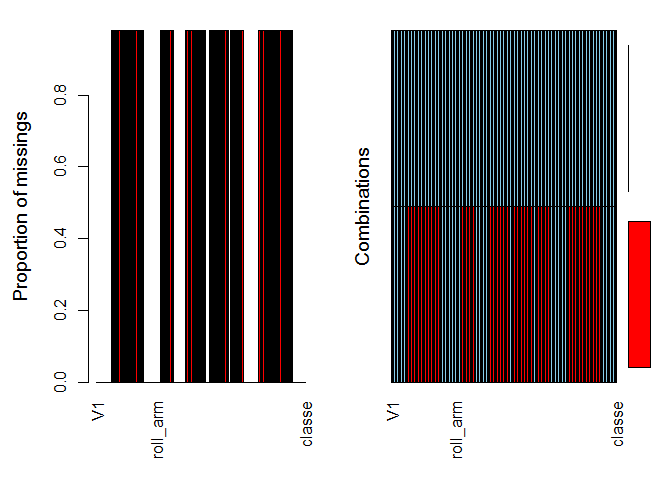 Proportion of missings
0.0
0.2
0.4
0.6
0.8
V1
roll_arm
classe
Combinations
V1
roll_arm
classe